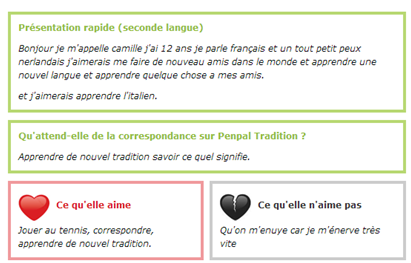 Présentation rapide (seconde langue)
Bonjour je m'appelle camille j'ai 12 ans je parle français et un tout petit peux
nerlandais j'aimerais me faire de nouveau amis dans le monde et apprendre une
nouvel langue et apprendre quelque chose a mes amis.
et j'aimerais apprendre l'italien.
Qu'attend-elle de la correspondance sur Penpal Tradition ?
Apprendre de nouvel tradition savoir ce quel signifie.
Ce qu'elle aime
Jouer au tennis, correspondre,
apprendre de nouvel tradition.
Ce qu'elle n'aime pas
Qu'on m'enuye car je m'énerve très
vite